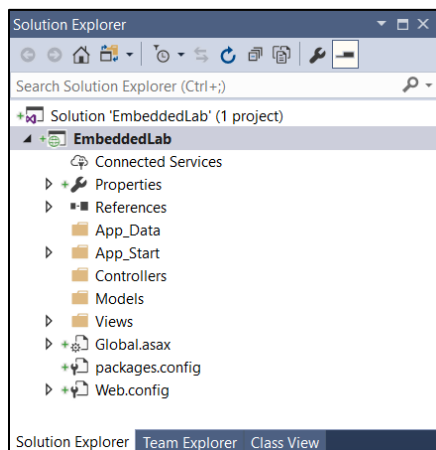 Solution Explorer
Search Solution Explorer (Ctrl+;)
Solution 'EmbeddedLab' (1 project)
EmbeddedLab
Connected Services
Properties
References
App_Data
App_Start
Controllers
Models
Views
Global.asax
packages.config
Web.config
Solution Explorer Team Explorer Class View